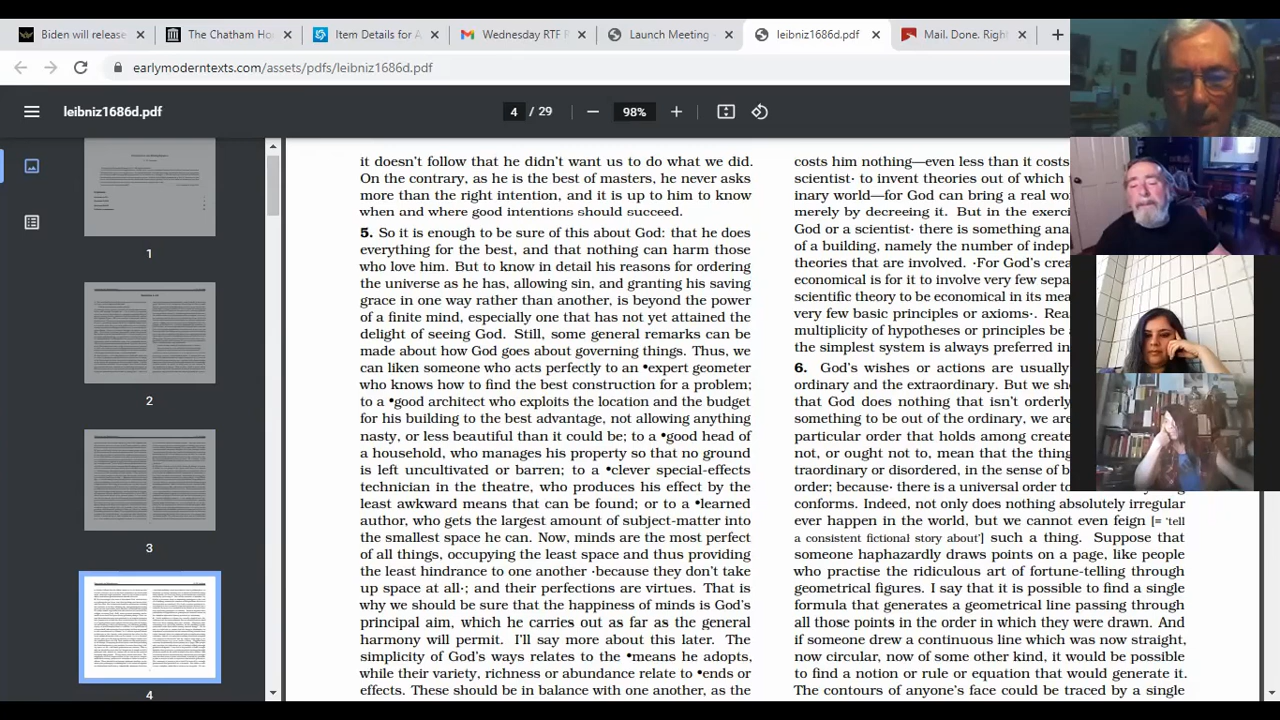 Biden will release
The Chatham Ho
Item Details for A
Wednesday RTF
Launch Meeting -
leibniz1686d.pdf
Mail. Done. Righ
earlymoderntexts.com/assets/pdfs/leibniz1686d.pdf
leibniz1686d.pdf
4 / 29
98%
1
2
3
4
it doesn't follow that he didn't want us to do what we did.
On the contrary, as he is the best of masters, he never asks
more than the right intention, and it is up to him to know
when and where good intentions should succeed.
5. So it is enough to be sure of this about God: that he does
everything for the best, and that nothing can harm those
who love him. But to know in detail his reasons for ordering
the universe as he has, allowing sin, and granting his saving
grace in one way rather than another, is beyond the power
of a finite mind, especially one that has not yet attained the
delight of seeing God. Still, some general remarks can be
made about how God goes about governing things. Thus, we
can liken someone who acts perfectly to an •expert geometer
who knows how to find the best construction for a problem;
to a •good architect who exploits the location and the budget
for his building to the best advantage, not allowing anything
nasty, or less beautiful than it could be; to a •good head of
a household, who manages his property so that no ground
is left uncultivated or barren; to a •clever special-effects
technician in the theatre, who produces his effect by the
least awkward means that can be found; or to a •learned
author, who gets the largest amount of subject-matter into
the smallest space he can. Now, minds are the most perfect
of all things, occupying the least space and thus providing
the least hindrance to one another ·because they don't take
up space at all·; and their perfections are virtues. That is
why we should be sure that the happiness of minds is God's
principal aim, which he carries out as far as the general
harmony will permit. I'll say more about this later. The
simplicity of God's ways relates to the •means he adopts,
while their variety, richness or abundance relate to •ends or
effects. These should be in balance with one another, as the
costs him nothing—even less than it costs
scientist· to invent theories out of which
inary world—for God can bring a real wo
merely by decreeing it. But in the exerci
God or a scientist· there is something ana
of a building, namely the number of indep
theories that are involved. ·For God's crea
economical is for it to involve very few sep
scientific theory to be economical in its mea
very few basic principles or axioms·. Rea
multiplicity of hypotheses or principles be
the simplest system is always preferred in
6. God's wishes or actions are usually
ordinary and the extraordinary. But we sh
that God does nothing that isn't orderly
something to be out of the ordinary, we are
particular order that holds among create
not, or ought not to, mean that the thing
traordinary or disordered, in the sense of b
order; because· there is a universal order to
conforms. Indeed, not only does nothing absolutely irregular
ever happen in the world, but we cannot even feign [= 'tell
a consistent fictional story about'] such a thing. Suppose that
someone haphazardly draws points on a page, like people
who practise the ridiculous art of fortune-telling through
geometrical figures. I say that it is possible to find a single
formula that generates a geometrical line passing through
all those points in the order in which they were drawn. And
if someone drew a continuous line which was now straight,
now circular, now of some other kind, it would be possible
to find a notion or rule or equation that would generate it.
The contours of anyone's face could be traced by a single